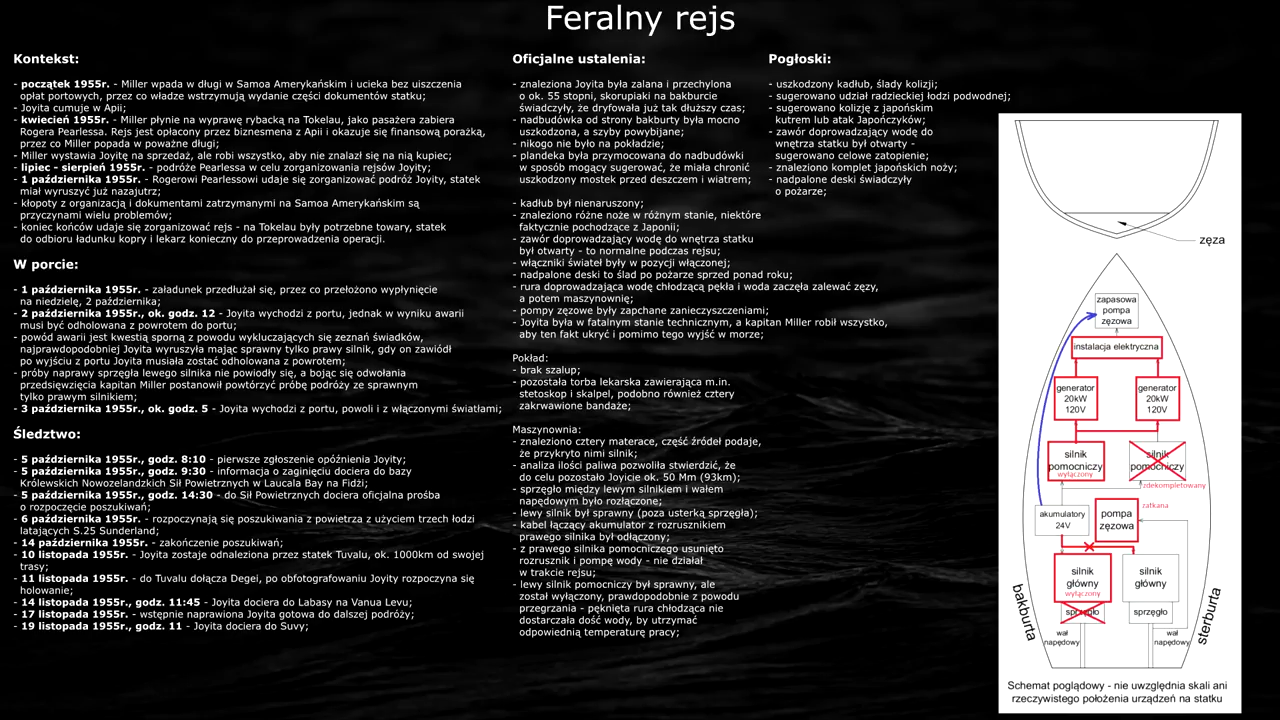 Feralny rejs
Kontekst:
- początek 1955r. - Miller wpada w długi w Samoa Amerykańskim i ucieka bez uiszczenia
opłat portowych, przez co władze wstrzymują wydanie części dokumentów statku;
- Joyita cumuje w Apii;
- kwiecień 1955r. - Miller płynie na wyprawę rybacką na Tokelau, jako pasażera zabiera
Rogera Pearlessa. Rejs jest opłacony przez biznesmena z Apii i okazuje się finansową porażką,
przez co Miller popada w poważne długi;
- Miller wystawia Joyitę na sprzedaż, ale robi wszystko, aby nie znalazł się na nią kupiec;
- lipiec - sierpień 1955r. - podróże Pearlessa w celu zorganizowania rejsów Joyity;
- 1 października 1955r. - Rogerowi Pearlessowi udaje się zorganizować podróż Joyity, statek
miał wyruszyć już nazajutrz;
- kłopoty z organizacją i dokumentami zatrzymanymi na Samoa Amerykańskim są
przyczynami wielu problemów;
- koniec końców udaje się zorganizować rejs - na Tokelau były potrzebne towary, statek
do odbioru ładunku kopry i lekarz konieczny do przeprowadzenia operacji.
W porcie:
- 1 października 1955r. - załadunek przedłużał się, przez co przełożono wypłynięcie
na niedzielę, 2 października;
- 2 października 1955r., ok. godz. 12 - Joyita wychodzi z portu, jednak w wyniku awarii
musi być odholowana z powrotem do portu;
- powód awarii jest kwestią sporną z powodu wykluczających się zeznań świadków,
najprawdopodobniej Joyita wyruszyła mając sprawny tylko prawy silnik, gdy on zawiódł
po wyjściu z portu Joyita musiała zostać odholowana z powrotem;
- próby naprawy sprzęgła lewego silnika nie powiodły się, a bojąc się odwołania
przedsięwzięcia kapitan Miller postanowił powtórzyć próbę podróży ze sprawnym
tylko prawym silnikiem;
- 3 października 1955r., ok. godz. 5 - Joyita wychodzi z portu, powoli i z włączonymi światłami;
Śledztwo:
- 5 października 1955r., godz. 8:10 - pierwsze zgłoszenie opóźnienia Joyity;
- 5 października 1955r., godz. 9:30 - informacja o zaginięciu dociera do bazy
Królewskich Nowozelandzkich Sił Powietrznych w Laucala Bay na Fidżi;
- 5 października 1955r., godz. 14:30 - do Sił Powietrznych dociera oficjalna prośba
o rozpoczęcie poszukiwań;
- 6 października 1955r. - rozpoczynają się poszukiwania z powietrza z użyciem trzech łodzi
latających S.25 Sunderland;
- 14 października 1955r. - zakończenie poszukiwań;
- 10 listopada 1955r. - Joyita zostaje odnaleziona przez statek Tuvalu, ok. 1000km od swojej
trasy;
- 11 listopada 1955r. - do Tuvalu dołącza Degei, po obfotografowaniu Joyity rozpoczyna się
holowanie;
- 14 listopada 1955r., godz. 11:45 - Joyita dociera do Labasy na Vanua Levu;
- 17 listopada 1955r. - wstępnie naprawiona Joyita gotowa do dalszej podróży;
- 19 listopada 1955r., godz. 11 - Joyita dociera do Suvy;
Oficjalne ustalenia:
- znaleziona Joyita była zalana i przechylona
o ok. 55 stopni, skorupiaki na bakburcie
świadczyły, że dryfowała już tak dłuższy czas;
- nadbudówka od strony bakburty była mocno
uszkodzona, a szyby powybijane;
- nikogo nie było na pokładzie;
- plandeka była przymocowana do nadbudówki
w sposób mogący sugerować, że miała chronić
uszkodzony mostek przed deszczem i wiatrem;
- kadłub był nienaruszony;
- znaleziono różne noże w różnym stanie, niektóre
faktycznie pochodzące z Japonii;
- zawór doprowadzający wodę do wnętrza statku
był otwarty - to normalne podczas rejsu;
- włączniki świateł były w pozycji włączonej;
- nadpalone deski to ślad po pożarze sprzed ponad roku;
- rura doprowadzająca wodę chłodzącą pękła i woda zaczęła zalewać zęzy,
a potem maszynownię;
- pompy zęzowe były zapchane zanieczyszczeniami;
- Joyita była w fatalnym stanie technicznym, a kapitan Miller robił wszystko,
aby ten fakt ukryć i pomimo tego wyjść w morze;
Pokład:
- brak szalup;
- pozostała torba lekarska zawierająca m.in.
stetoskop i skalpel, podobno również cztery
zakrwawione bandaże;
Maszynownia:
- znaleziono cztery materace, część źródeł podaje,
że przykryto nimi silnik;
- analiza ilości paliwa pozwoliła stwierdzić, że
do celu pozostało Joyicie ok. 50 Mm (93km);
- sprzęgło między lewym silnikiem i wałem
napędowym było rozłączone;
- lewy silnik był sprawny (poza usterką sprzęgła);
- kabel łączący akumulator z rozrusznikiem
prawego silnika był odłączony;
- z prawego silnika pomocniczego usunięto
rozrusznik i pompę wody - nie działał
w trakcie rejsu;
- lewy silnik pomocniczy był sprawny, ale
został wyłączony, prawdopodobnie z powodu
przegrzania - pęknięta rura chłodząca nie
dostarczała dość wody, by utrzymać
odpowiednią temperaturę pracy;
Pogłoski:
- uszkodzony kadłub, ślady kolizji;
- sugerowano udział radzieckiej łodzi podwodnej;
- sugerowano kolizję z japońskim
kutrem lub atak Japończyków;
- zawór doprowadzający wodę do
wnętrza statku był otwarty -
sugerowano celowe zatopienie;
- znaleziono komplet japońskich noży;
- nadpalone deski świadczyły
o pożarze;
zęza
zapasowa
pompa
zęzowa
instalacja elektryczna
generator
20kW
120V
generator
20kW
120V
silnik
pomocniczy
wyłączony
silnik
pomocniczy
zdekompletowany
akumulatory
24V
pompa
zęzowa
zatkana
silnik
główny
wyłączony
silnik
główny
sprzęgło
sprzęgło
wał
napędowy
wał
napędowy
bakburta
sterburta
Schemat poglądowy - nie uwzględnia skali ani
rzeczywistego położenia urządzeń na statku